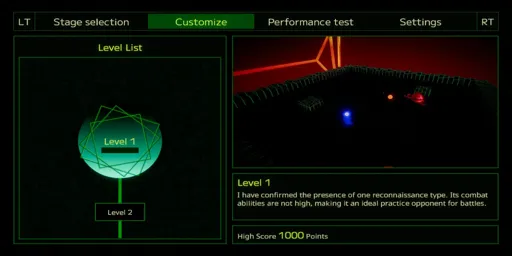 LT Stage selection Customize Performance test Settings RT
Level List
Level 1
Level 2
Level 1
I have confirmed the presence of one reconnaissance type. Its combat
abilities are not high, making it an ideal practice opponent for battles.
High Score 1000 Points